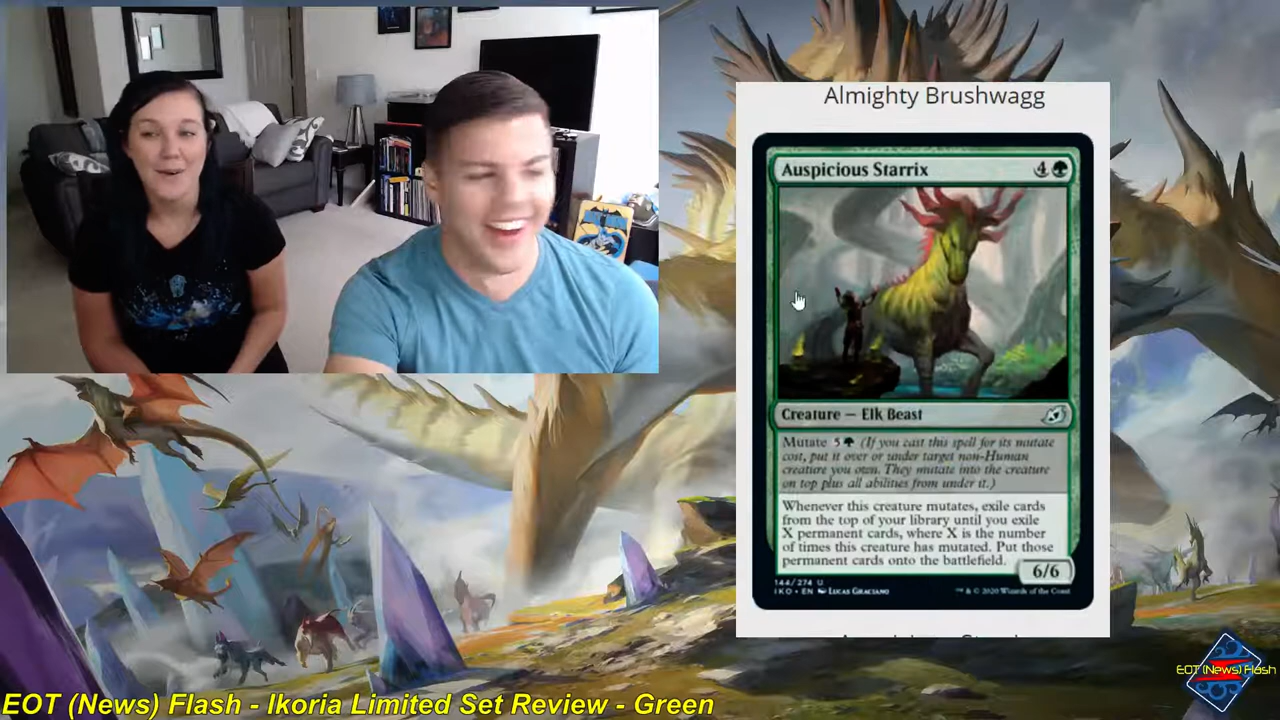 Almighty Brushwagg
Auspicious Starrix 4
Creature — Elk Beast
Mutate 5 (If you cast this spell for its mutate
cost, put it over or under target non-Human
creature you own. They mutate into the creature
on top plus all abilities from under it.)
Whenever this creature mutates, exile cards
from the top of your library until you exile
X permanent cards, where X is the number
of times this creature has mutated. Put those
permanent cards onto the battlefield.
6/6
144/274 U
IKO • EN Lucas Graciano
™ & © 2020 Wizards of the Coast
EOT (News) Flash
EOT (News) Flash - Ikoria Limited Set Review - Green